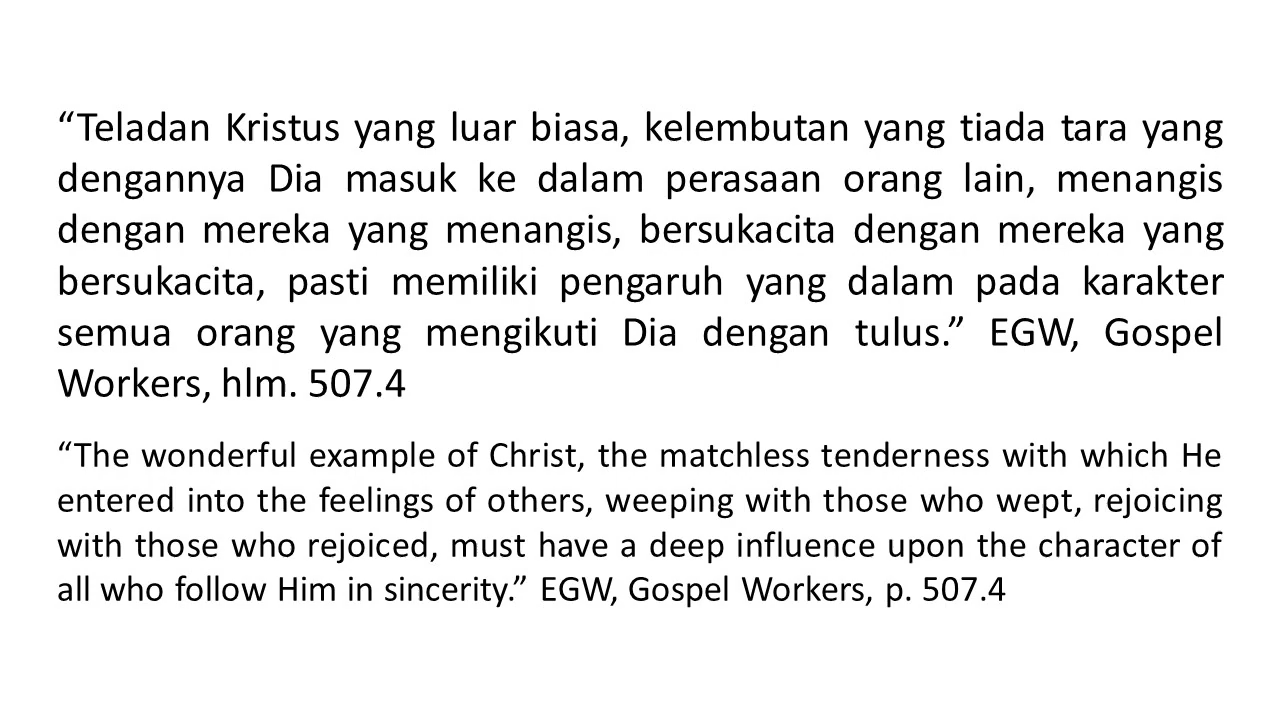 “Teladan Kristus yang luar biasa, kelembutan yang tiada tara yang
dengannya Dia masuk ke dalam perasaan orang lain, menangis
dengan mereka yang menangis, bersukacita dengan mereka yang
bersukacita, pasti memiliki pengaruh yang dalam pada karakter
semua orang yang mengikuti Dia dengan tulus.” EGW, Gospel
Workers, hlm. 507.4
“The wonderful example of Christ, the matchless tenderness with which He
entered into the feelings of others, weeping with those who wept, rejoicing
with those who rejoiced, must have a deep influence upon the character of
all who follow Him in sincerity.” EGW, Gospel Workers, p. 507.4